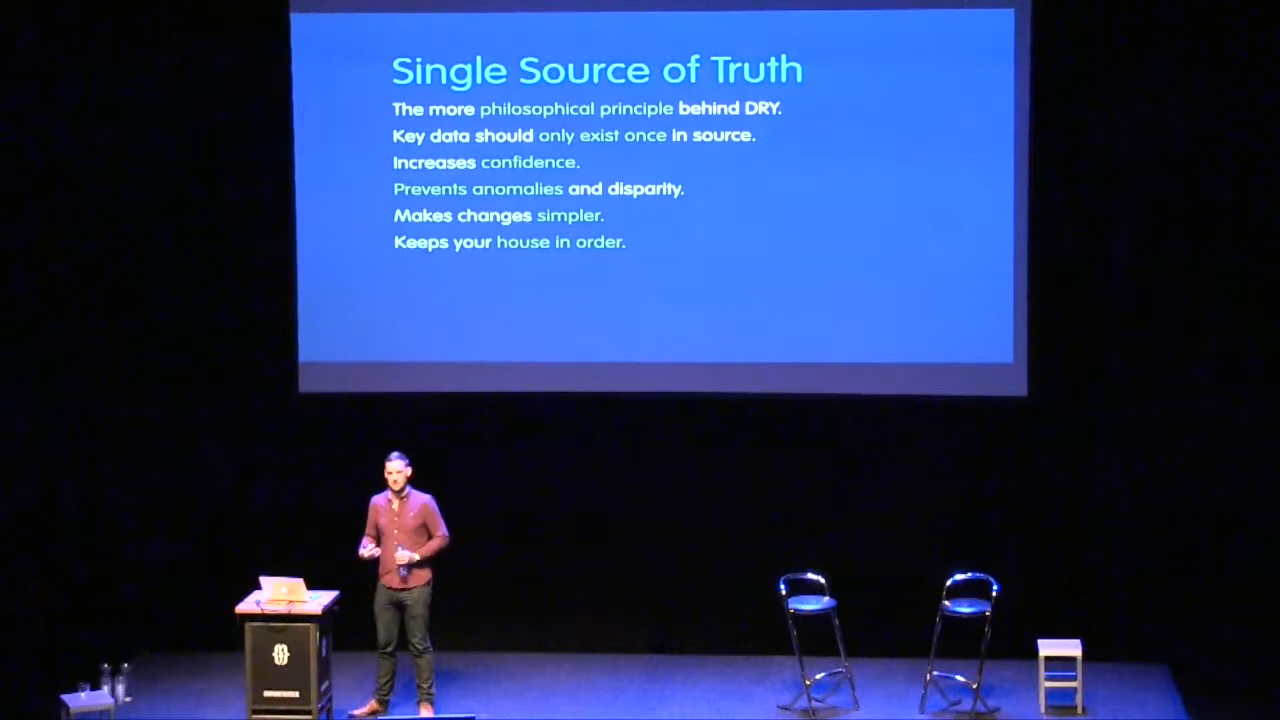 Single Source of Truth
The more philosophical principle behind DRY.
Key data should only exist once in source.
Increases confidence.
Prevents anomalies and disparity.
Makes changes simpler.
Keeps your house in order.